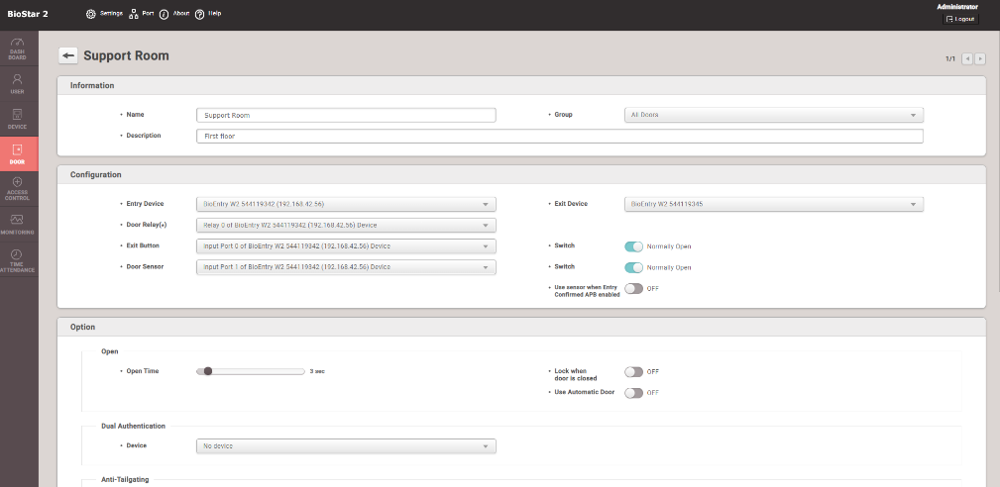 BioStar 2
Settings Port About Help
Administrator
Logout
DASH
BOARD
USER
DEVICE
DOOR
ACCESS
CONTROL
MONITORING
TIME
ATTENDANCE
Support Room
1/1
Information
• Name Support Room • Group All Doors
• Description First floor
Configuration
• Entry Device BioEntry W2 544119342 (192.168.42.56) • Exit Device BioEntry W2 544119345
• Door Relay(*) Relay 0 of BioEntry W2 544119342 (192.168.42.56) Device
• Exit Button Input Port 0 of BioEntry W2 544119342 (192.168.42.56) Device • Switch Normally Open
• Door Sensor Input Port 1 of BioEntry W2 544119342 (192.168.42.56) Device • Switch Normally Open
• Use sensor when Entry
Confirmed APB enabled OFF
Option
Open
• Open Time 3 sec • Lock when
door is closed OFF
• Use Automatic Door OFF
Dual Authentication
• Device No device
Anti-Tailgating